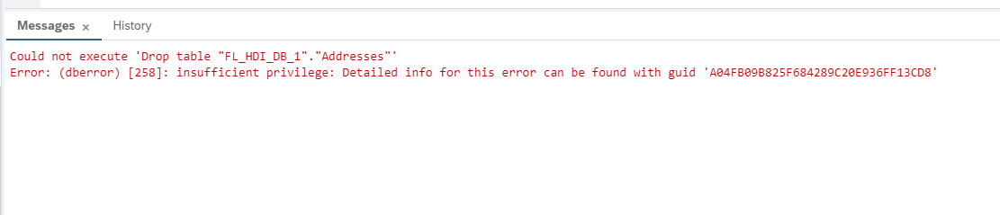 Messages × History
Could not execute 'Drop table "FL_HDI_DB_1"."Addresses"'
Error: (dberror) [258]: insufficient privilege: Detailed info for this error can be found with guid 'A04FB09B825F684289C20E936FF13CD8'